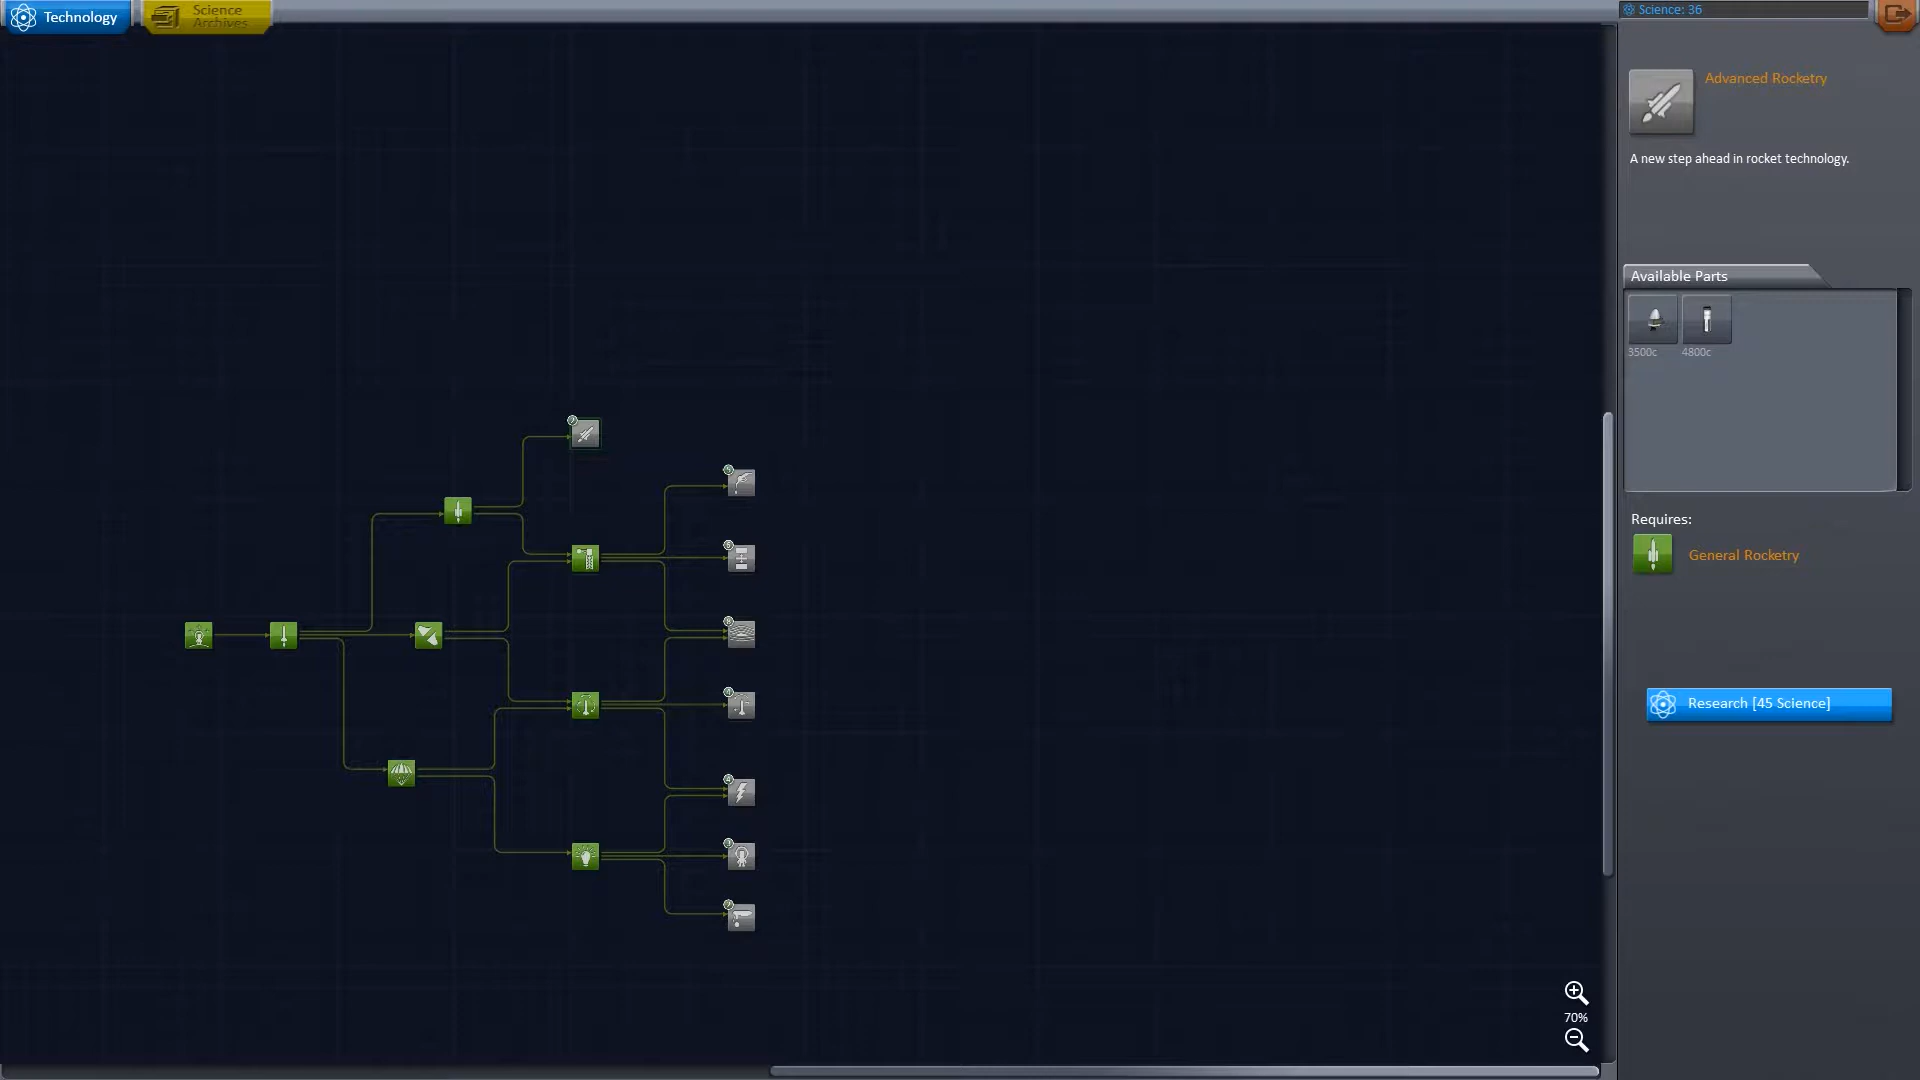 Technology
Science
Archives
Science: 36
Advanced Rocketry
A new step ahead in rocket technology.
Available Parts
3500c
4800c
Requires:
General Rocketry
Research [45 Science]
70%